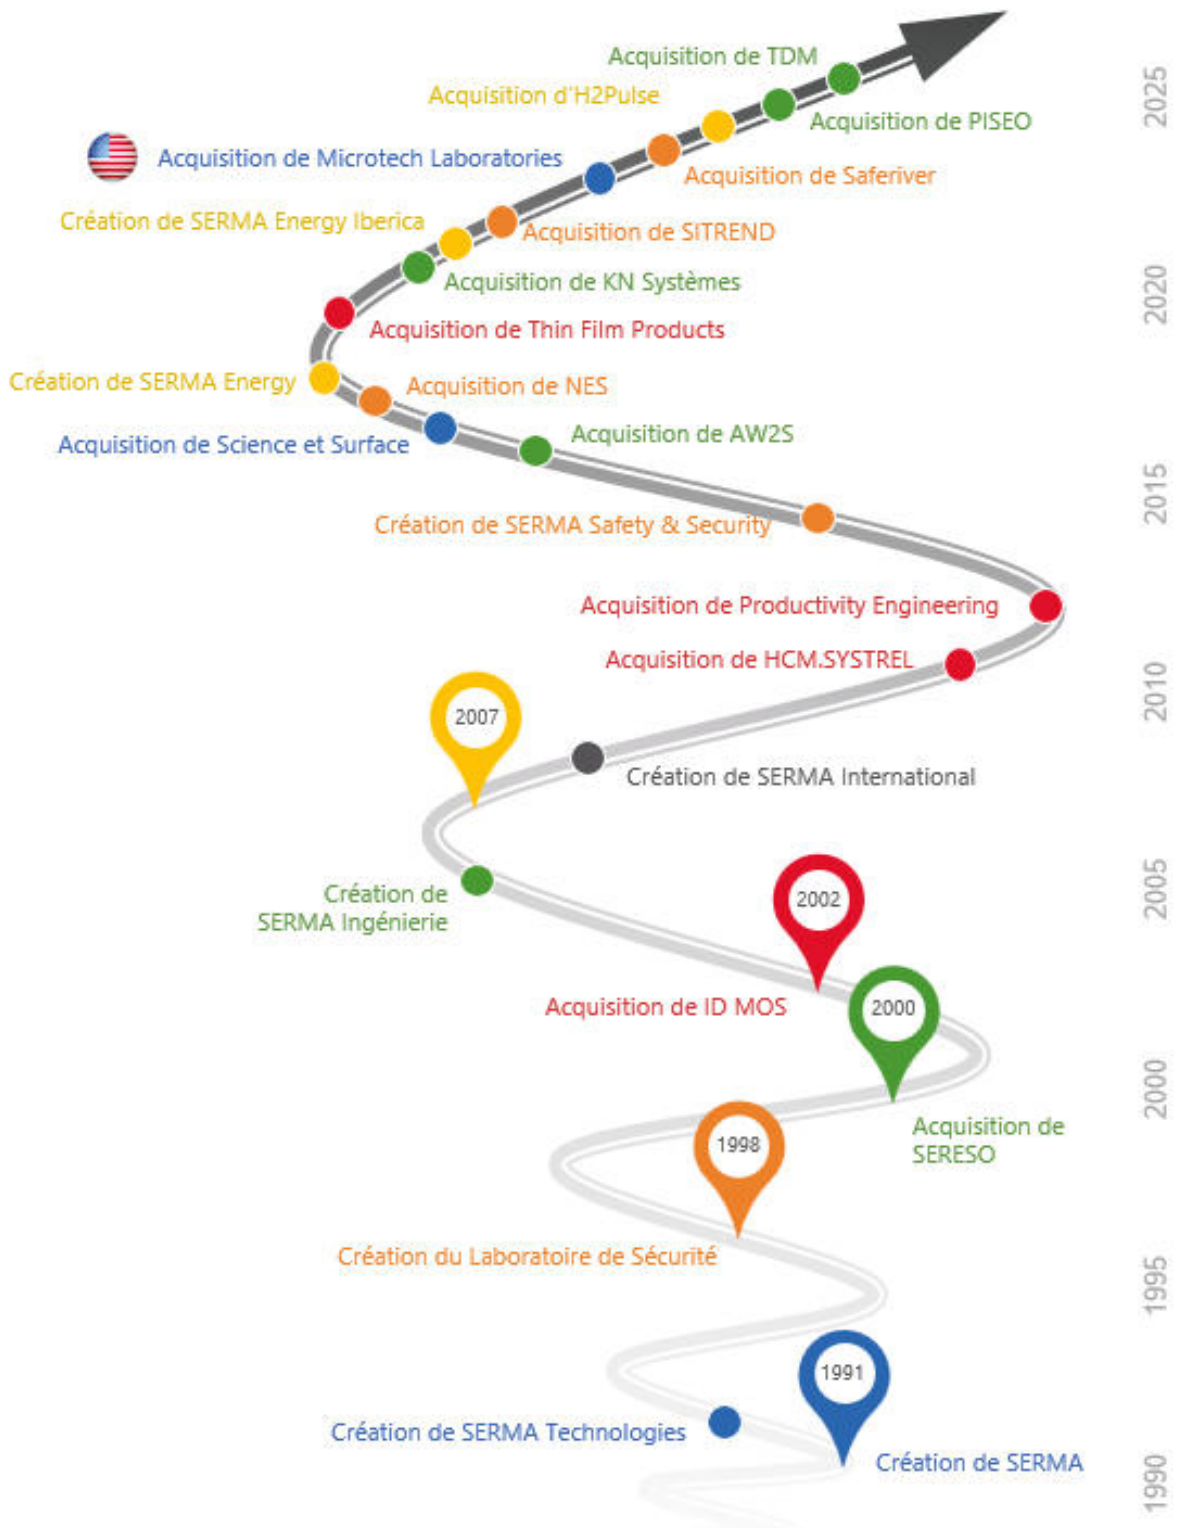 Acquisition de TDM
2025
Acquisition d'H2Pulse
Acquisition de PISEO
Acquisition de Microtech Laboratories
Acquisition de Saferiver
Création de SERMA Energy Iberica
Acquisition de SITREND
Acquisition de KN Systèmes
2020
Acquisition de Thin Film Products
Création de SERMA Energy
Acquisition de NES
Acquisition de AW2S
Acquisition de Science et Surface
2015
Création de SERMA Safety & Security
Acquisition de Productivity Engineering
Acquisition de HCM.SYSTREL
2010
2007
Création de SERMA International
2005
Création de
SERMA Ingénierie
2002
Acquisition de ID MOS
2000
2000
Acquisition de
SERESO
1998
Création du Laboratoire de Sécurité
1995
1991
Création de SERMA Technologies
Création de SERMA
1990